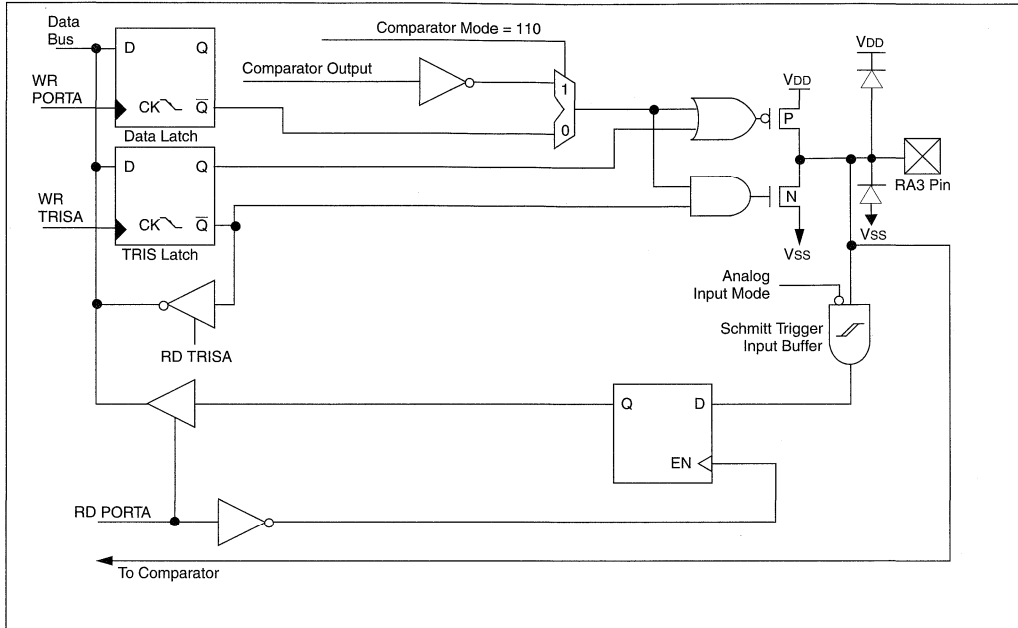 Data
Bus
Comparator Mode = 110
D Q
Comparator Output
WR
PORTA
CK Q
1
0
Data Latch
VDD
VDD
P
D Q
RA3 Pin
WR
TRISA
CK Q
N
TRIS Latch
VSS
VSS
Analog
Input Mode
Schmitt Trigger
Input Buffer
RD TRISA
Q D
EN
RD PORTA
To Comparator